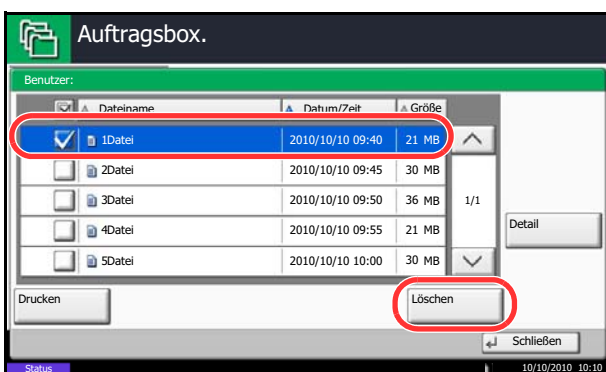 Auftragsbox.
Benutzer:
Dateiname Datum/Zeit Größe
1Datei 2010/10/10 09:40 21 MB
2Datei 2010/10/10 09:45 30 MB
3Datei 2010/10/10 09:50 36 MB 1/1
4Datei 2010/10/10 09:55 21 MB Detail
5Datei 2010/10/10 10:00 30 MB
Drucken Löschen
Schließen
Status 10/10/2010 10:10